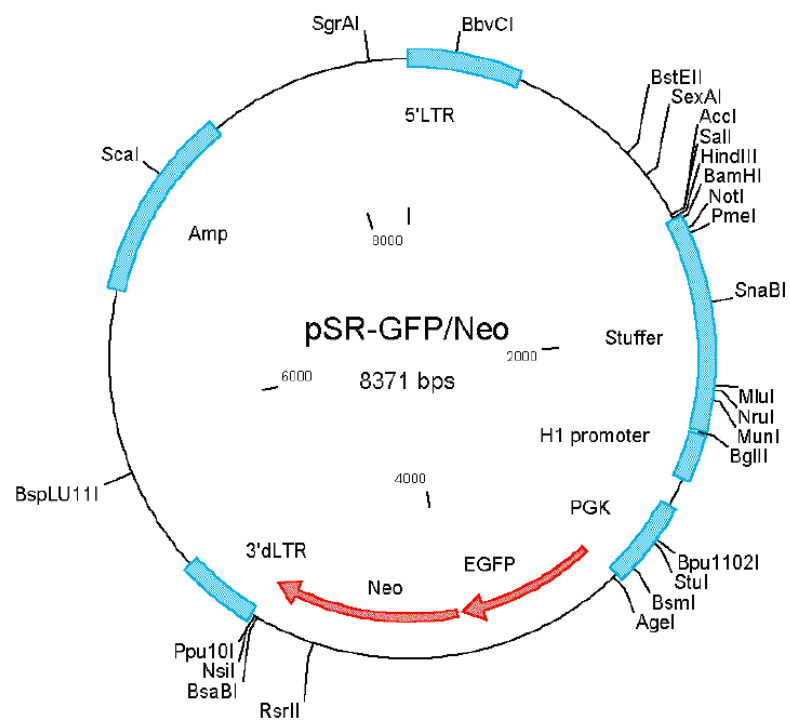 SgrAI
BbvCI
BstEII
SexAI
AccI
SalI
HindIII
BamHI
NotI
PmeI
5'LTR
ScaI
Amp
8000
SnaBI
pSR-GFP/Neo
Stuffer
2000
8371 bps
6000
MluI
NruI
MunI
H1 promoter
BglII
BspLU11I
4000
PGK
3'dLTR
EGFP
Bpu1102I
StuI
Neo
BsmI
AgeI
Ppu10I
NsiI
BsaBI
RsrII